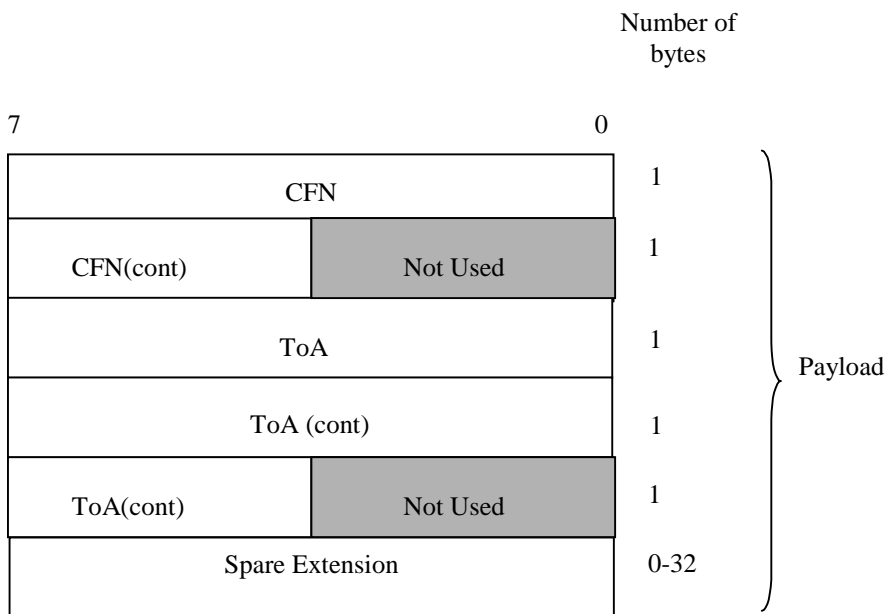 Number of
bytes
7 0
CFN 1
CFN(cont) Not Used 1
ToA 1
Payload
ToA (cont) 1
ToA(cont) Not Used 1
Spare Extension 0-32